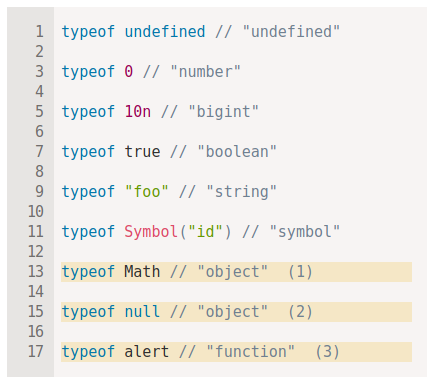 1 typeof undefined // "undefined"
2
3 typeof 0 // "number"
4
5 typeof 10n // "bigint"
6
7 typeof true // "boolean"
8
9 typeof "foo" // "string"
10
11 typeof Symbol("id") // "symbol"
12
13 typeof Math // "object"  (1)
14
15 typeof null // "object"  (2)
16
17 typeof alert // "function"  (3)